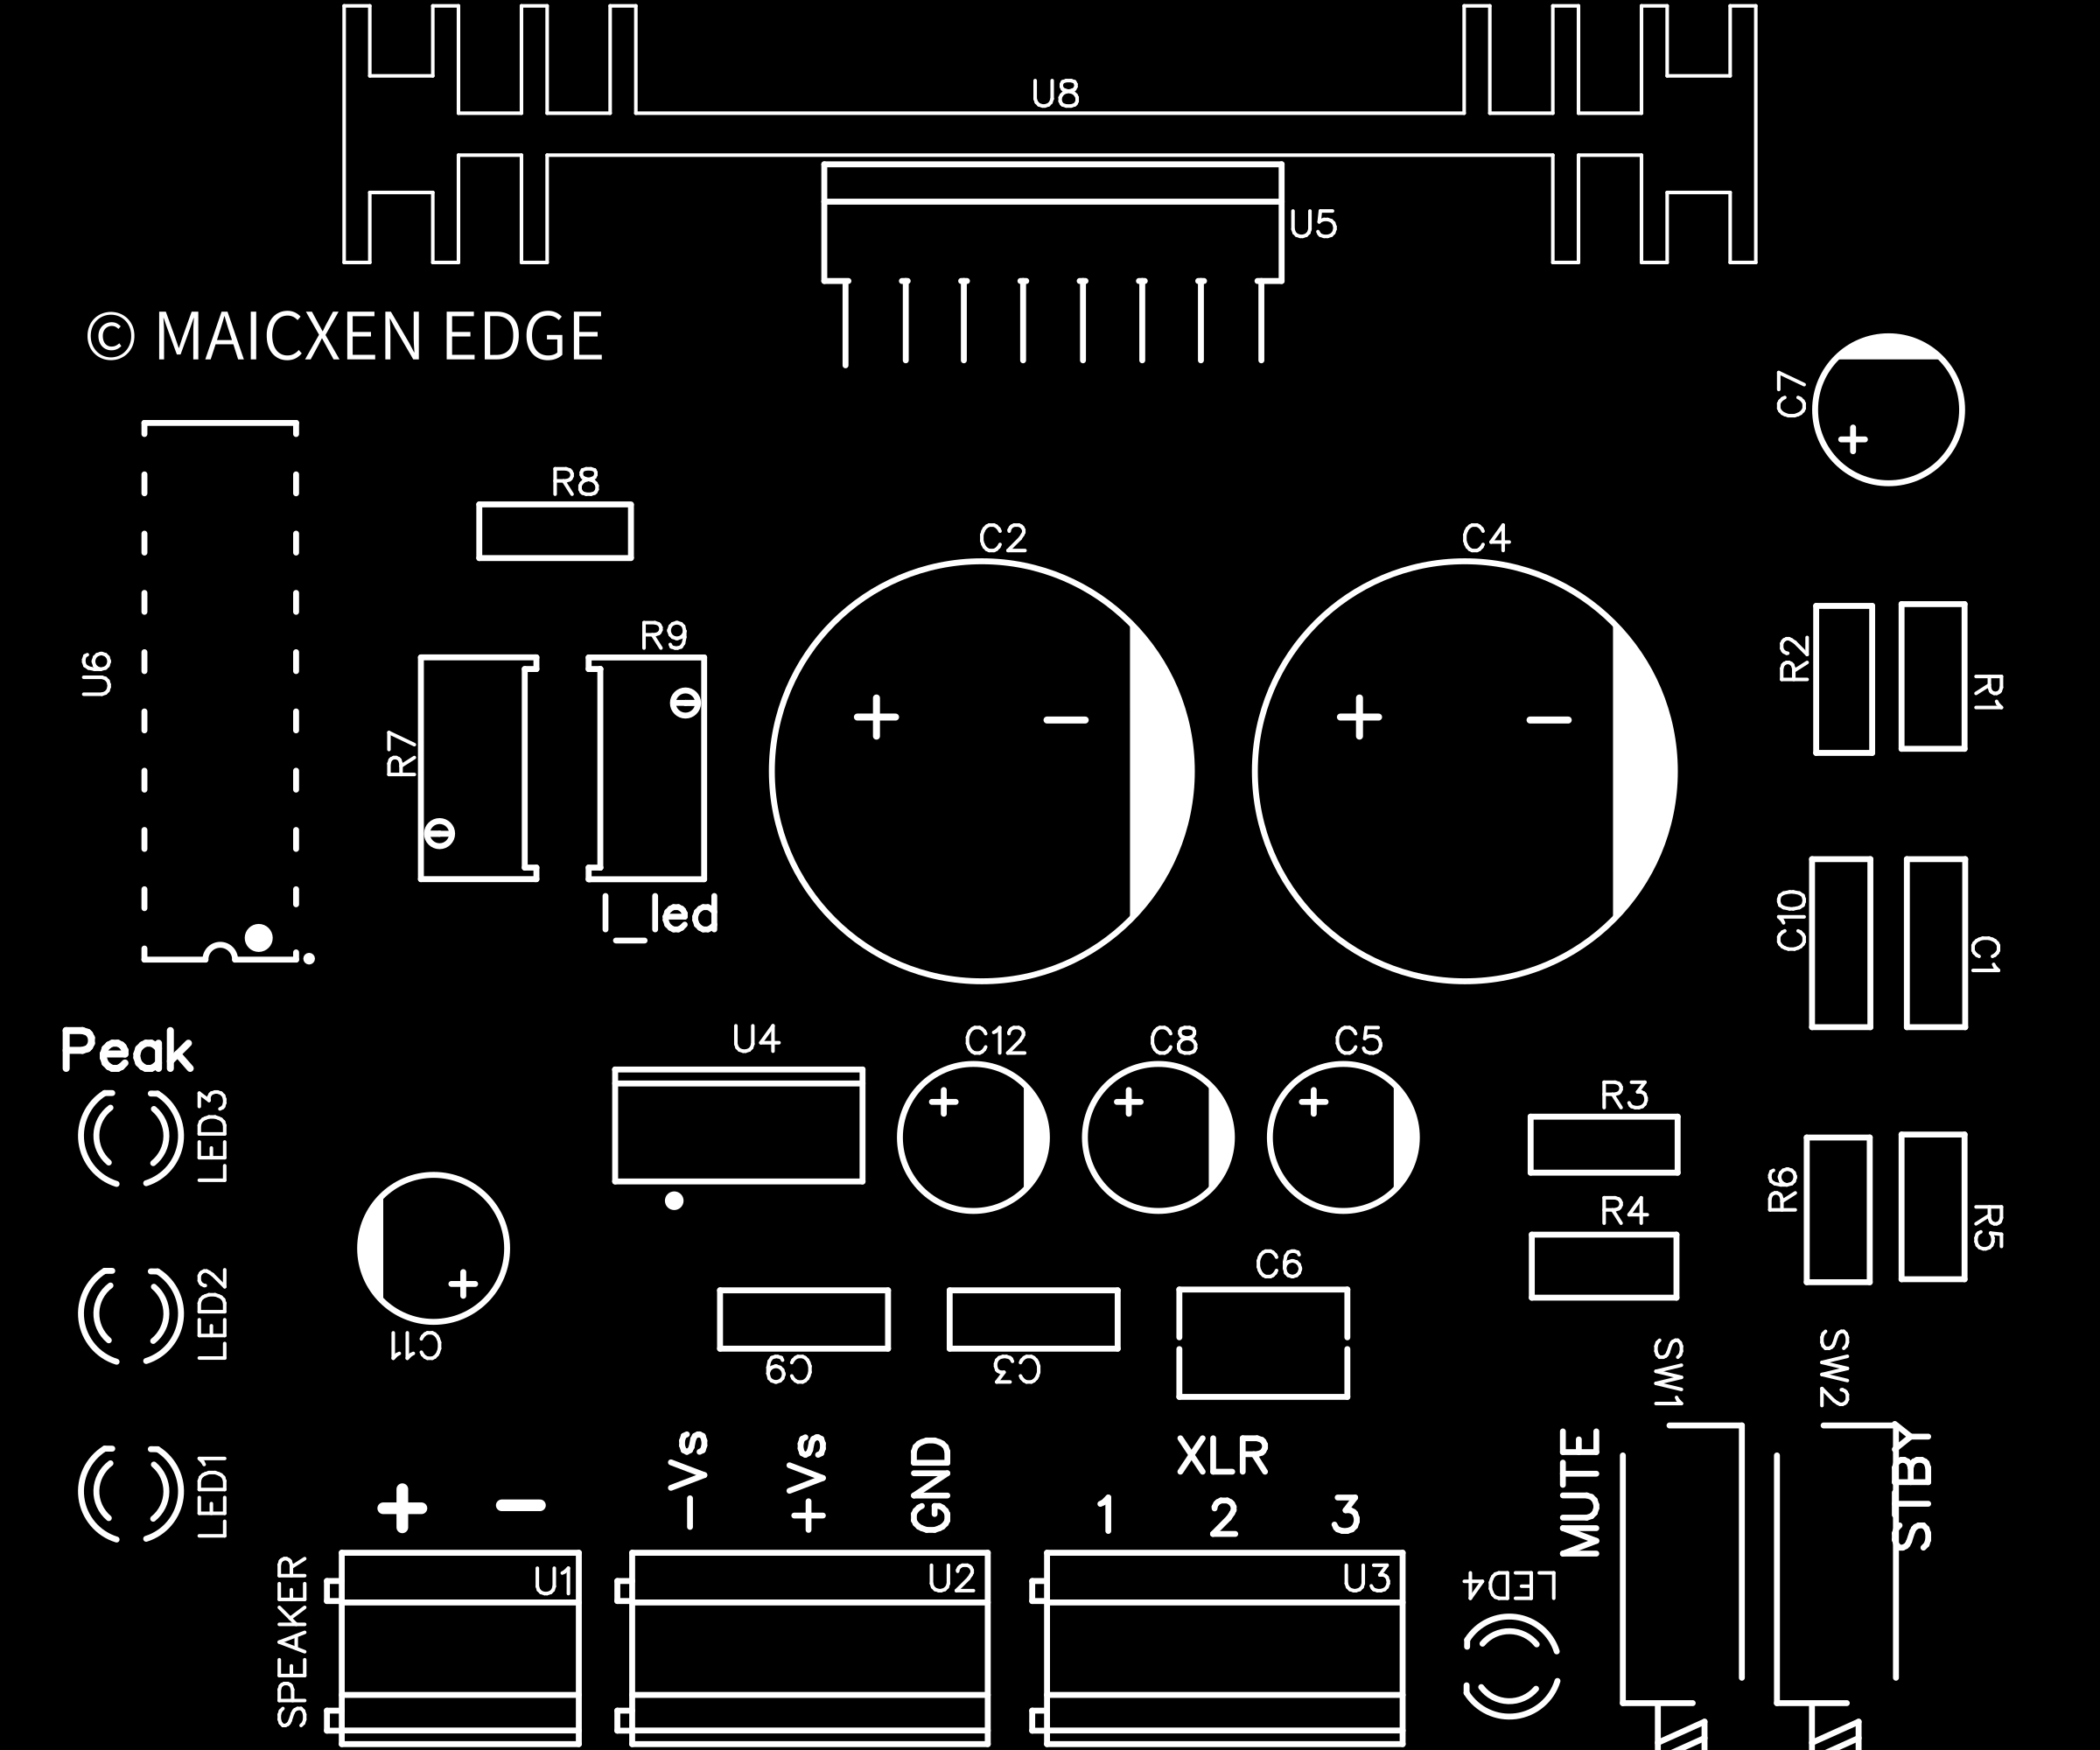 U8
U5
© MAICXEN EDGE
C7
R8
C2
C4
R9
R2
R1
U6
R7
+ -
+ -
+
I_led
C10
C1
Peak
U4
C12
C8
C5
+
+
+
LED3
R3
R6
R4
R5
C6
LED2
+
C11
C9
C3
SW1
SW2
LED1
+ -
-Vs
+Vs
GND
XLR
1 2 3
MUTE
STBY
SPEAKER
U1
U2
U3
LED4